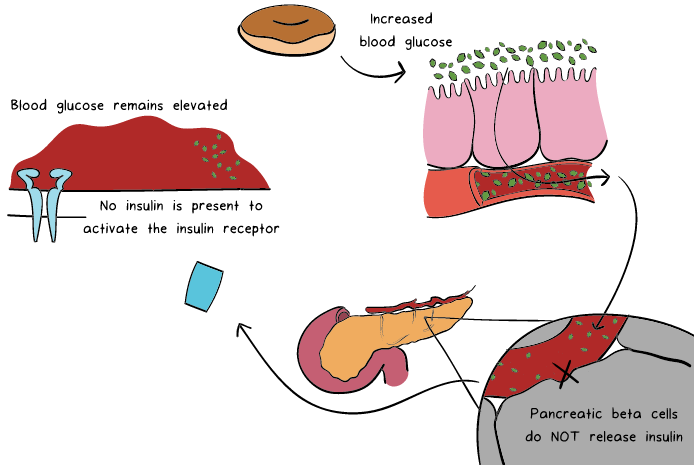 Increased
blood glucose
Blood glucose remains elevated
No insulin is present to
activate the insulin receptor
Pancreatic beta cells
do NOT release insulin